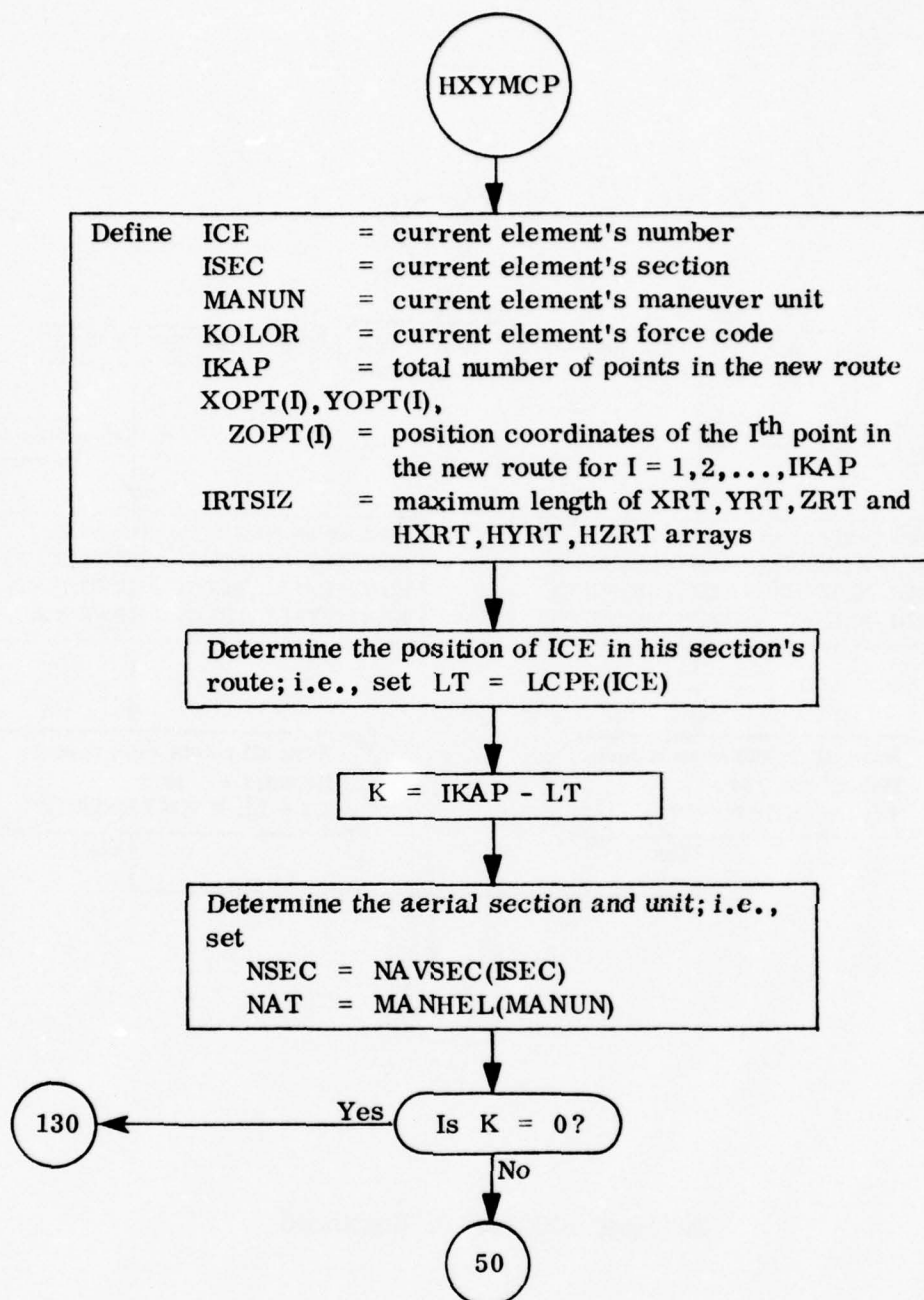 HXYMCP
Define ICE = current element's number
ISEC = current element's section
MANUN = current element's maneuver unit
KOLOR = current element's force code
IKAP = total number of points in the new route
XOPT(I),YOPT(I),
ZOPT(I) = position coordinates of the Ith point in
the new route for I = 1,2,...,IKAP
IRTSIZ = maximum length of XRT,YRT,ZRT and
HXRT,HYRT,HZRT arrays
Determine the position of ICE in his section's
route; i.e., set LT = LCPE(ICE)
K = IKAP - LT
Determine the aerial section and unit; i.e.,
set
NSEC = NAVSEC(ISEC)
NAT = MANHEL(MANUN)
130
Yes
Is K = 0?
No
50